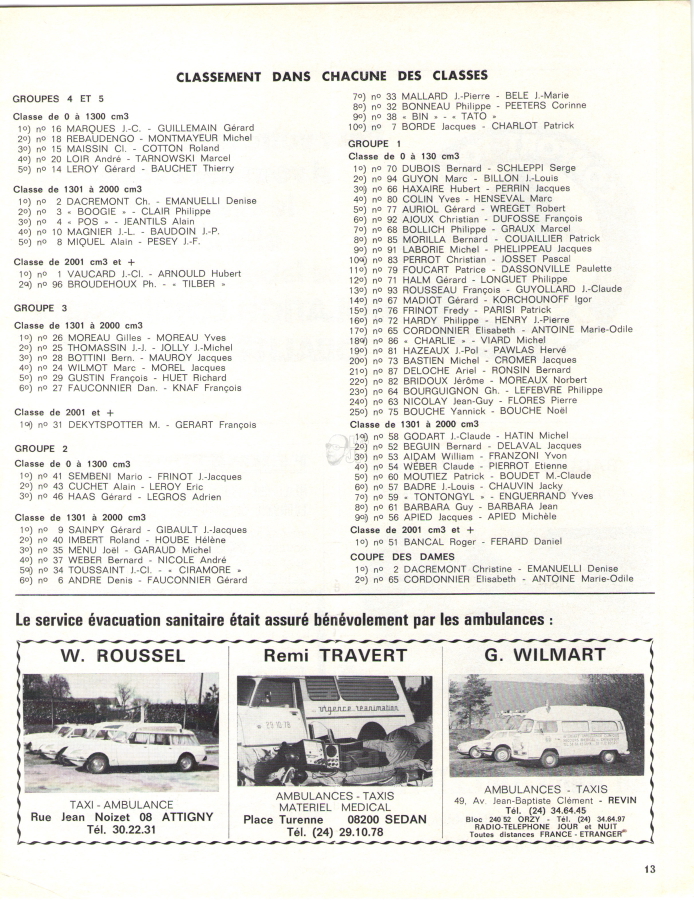 CLASSEMENT DANS CHACUNE DES CLASSES
GROUPES 4 ET 5
Classe de 0 à 1300 cm3
1o) no 16 MARQUES J.-C. - GUILLEMAIN Gérard
2o) no 18 REBAUDENGO - MONTMAYEUR Michel
3o) no 15 MAISSIN Cl. - COTTON Roland
4o) no 20 LOIR André - TARNOWSKI Marcel
5o) no 14 LEROY Gérard - BAUCHET Thierry
Classe de 1301 à 2000 cm3
1o) no 2 DACREMONT Ch. - EMANUELLI Denise
2o) no 3 « BOOGIE » - CLAIR Philippe
3o) no 4 « POS » - JEANTILS Alain
4o) no 10 MAGNIER J.-L. - BAUDOIN J.-P.
5o) no 8 MIQUEL Alain - PESEY J.-F.
Classe de 2001 cm3 et +
1o) no 1 VAUCARD J.-Cl. - ARNOULD Hubert
2o) no 96 BROUDEHOUX Ph. - « TILBER »
GROUPE 3
Classe de 1301 à 2000 cm3
1o) no 26 MOREAU Gilles - MOREAU Yves
2o) no 25 THOMASSIN J.-J. - JOLLY J.-Michel
3o) no 28 BOTTINI Bern. - MAUROY Jacques
4o) no 24 WILMOT Marc - MOREL Jacques
5o) no 29 GUSTIN François - HUET Richard
6o) no 27 FAUCONNIER Dan. - KNAF François
Classe de 2001 et +
1o) no 31 DEKYTSPOTTER M. - GERART François
GROUPE 2
Classe de 0 à 1300 cm3
1o) no 41 SEMBENI Mario - FRINOT J.-Jacques
2o) no 43 CUCHET Alain - LEROY Eric
3o) no 46 HAAS Gérard - LEGROS Adrien
Classe de 1301 à 2000 cm3
1o) no 9 SAINPY Gérard - GIBAULT J.-Jacques
2o) no 40 IMBERT Roland - HOUBE Hélène
3o) no 35 MENU Joël - GARAUD Michel
4o) no 37 WEBER Bernard - NICOLE André
5o) no 34 TOUSSAINT J.-Cl. - « CIRAMORE »
6o) no 6 ANDRE Denis - FAUCONNIER Gérard
7o) no 33 MALLARD J.-Pierre - BELE J.-Marie
8o) no 32 BONNEAU Philippe - PEETERS Corinne
9o) no 38 « BIN » - « TATO »
10o) no 7 BORDE Jacques - CHARLOT Patrick
GROUPE 1
Classe de 0 à 130 cm3
1o) no 70 DUBOIS Bernard - SCHLEPPI Serge
2o) no 94 GUYON Marc - BILLON J.-Louis
3o) no 66 HAXAIRE Hubert - PERRIN Jacques
4o) no 80 COLIN Yves - HENSEVAL Marc
5o) no 77 AURIOL Gérard - WREGET Robert
6o) no 92 AJOUX Christian - DUFOSSE François
7o) no 68 BOLLICH Philippe - GRAUX Marcel
8o) no 85 MORILLA Bernard - COUAILLIER Patrick
9o) no 91 LABORIE Michel - PHELIPPEAU Jacques
10o) no 83 PERROT Christian - JOSSET Pascal
11o) no 79 FOUCART Patrice - DASSONVILLE Paulette
12o) no 71 HALM Gérard - LONGUET Philippe
13o) no 93 ROUSSEAU François - GUYOLLARD J.-Claude
14o) no 67 MADIOT Gérard - KORCHOUNOFF Igor
15o) no 76 FRINOT Fredy - PARISI Patrick
16o) no 72 HARDY Philippe - HENRY J.-Pierre
17o) no 65 CORDONNIER Elisabeth - ANTOINE Marie-Odile
18o) no 86 « CHARLIE » - VIARD Michel
19o) no 81 HAZEAUX J.-Pol - PAWLAS Hervé
20o) no 73 BASTIEN Michel - CROMER Jacques
21o) no 87 DELOCHE Ariel - RONSIN Bernard
22o) no 82 BRIDOUX Jérôme - MOREAUX Norbert
23o) no 64 BOURGUIGNON Gh. - LEFEBVRE Philippe
24o) no 63 NICOLAY Jean-Guy - FLORES Pierre
25o) no 75 BOUCHE Yannick - BOUCHE Noël
Classe de 1301 à 2000 cm3
1o) no 58 GODART J.-Claude - HATIN Michel
2o) no 52 BEGUIN Bernard - DELAVAL Jacques
3o) no 53 AIDAM William - FRANZONI Yvon
4o) no 54 WEBER Claude - PIERROT Etienne
5o) no 60 MOUTIEZ Patrick - BOUDET M.-Claude
6o) no 57 BADRE J.-Louis - CHAUVIN Jacky
7o) no 59 « TONTONGYL » - ENGUERRAND Yves
8o) no 61 BARBARA Guy - BARBARA Jean
9o) no 56 APIED Jacques - APIED Michèle
Classe de 2001 cm3 et +
1o) no 51 BANCAL Roger - FERARD Daniel
COUPE DES DAMES
1o) no 2 DACREMONT Christine - EMANUELLI Denise
2o) no 65 CORDONNIER Elisabeth - ANTOINE Marie-Odile
Le service évacuation sanitaire était assuré bénévolement par les ambulances :
W. ROUSSEL
TAXI - AMBULANCE
Rue Jean Noizet 08 ATTIGNY
Tél. 30.22.31
Remi TRAVERT
urgence.reanimation
29.10.78
AMBULANCES - TAXIS
MATERIEL MEDICAL
Place Turenne 08200 SEDAN
Tél. (24) 29.10.78
G. WILMART
AMBULANCES - TAXIS
49, Av. Jean-Baptiste Clément - REVIN
Tél. (24) 34.64.45
Bloc 240 52 ORZY - Tél. (24) 34.64.97
RADIO-TELEPHONE JOUR et NUIT
Toutes distances FRANCE - ETRANGER
13